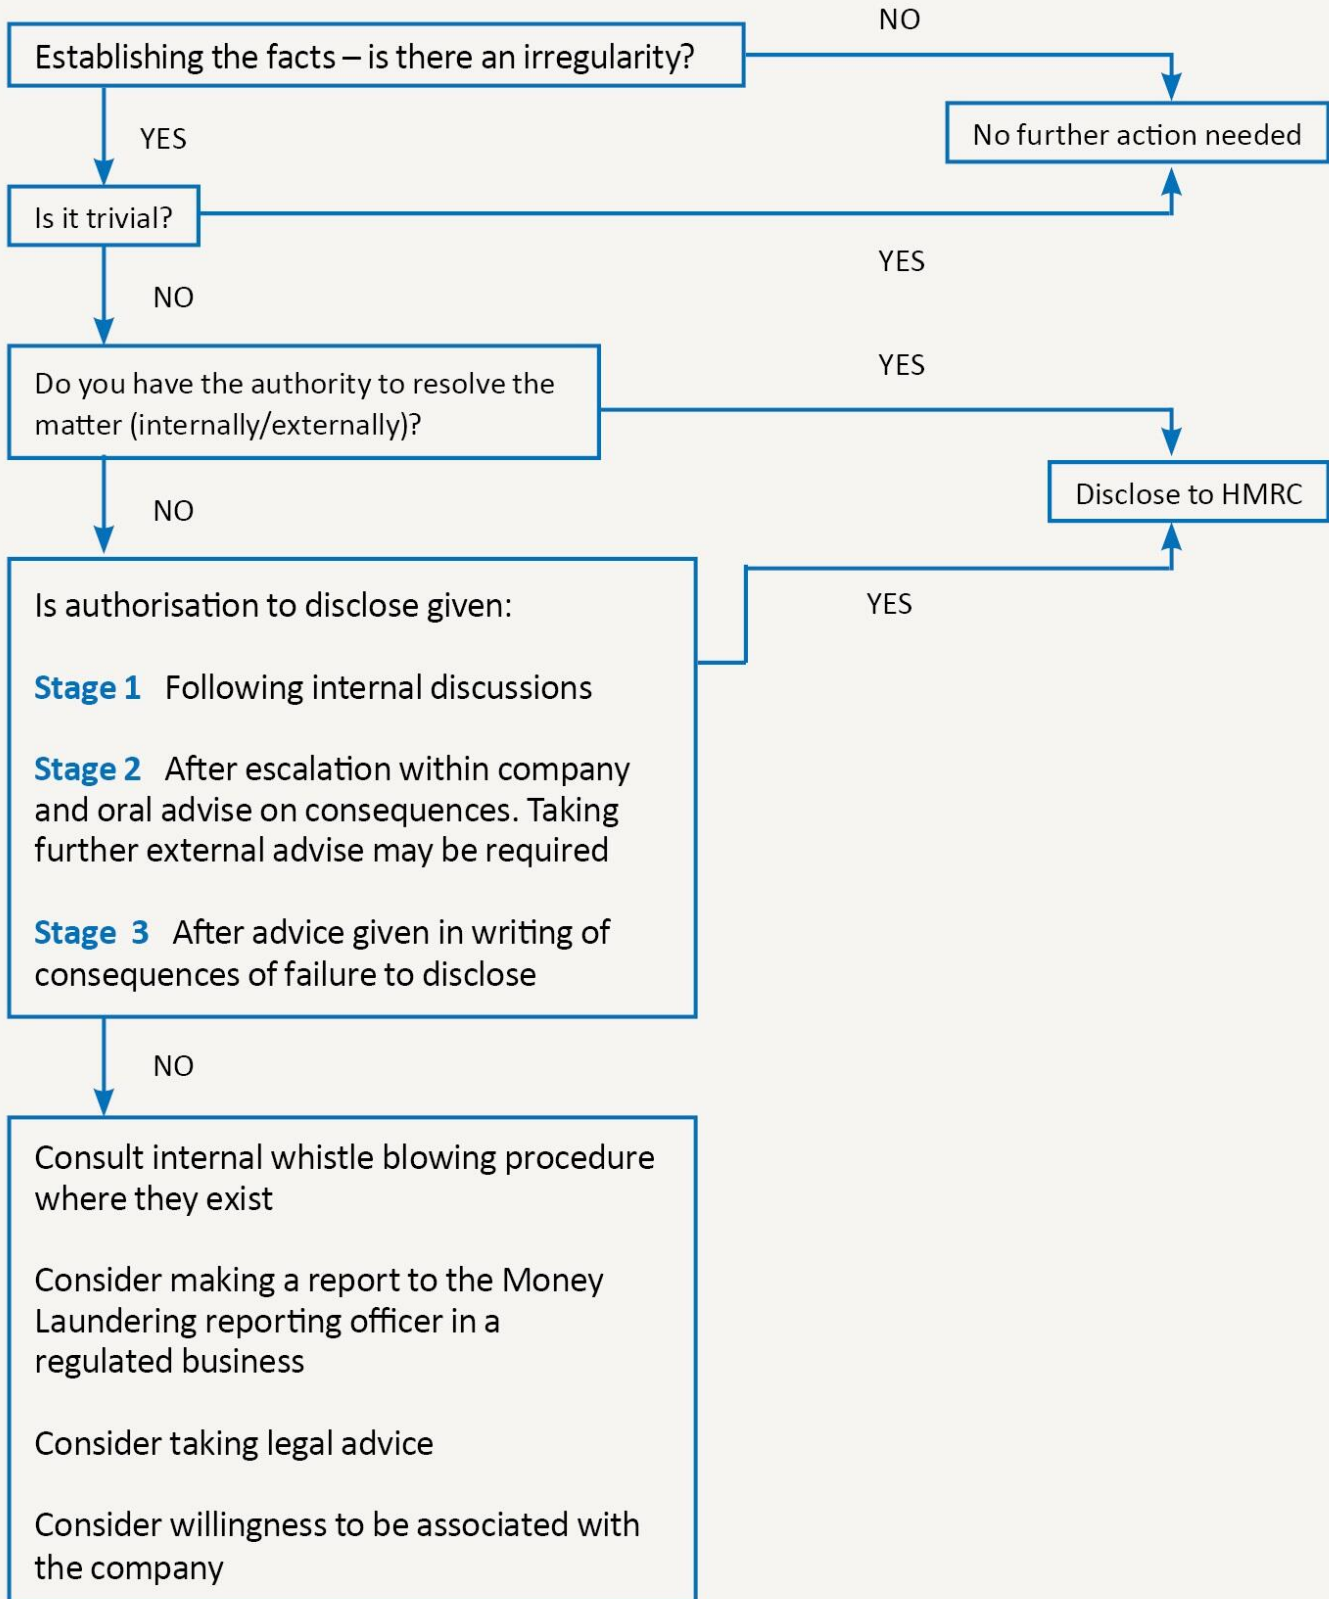 NO
Establishing the facts – is there an irregularity?
No further action needed
YES
Is it trivial?
YES
NO
YES
Do you have the authority to resolve the
matter (internally/externally)?
Disclose to HMRC
NO
YES
Is authorisation to disclose given:
Stage 1 Following internal discussions
Stage 2 After escalation within company
and oral advise on consequences. Taking
further external advise may be required
Stage 3 After advice given in writing of
consequences of failure to disclose
NO
Consult internal whistle blowing procedure
where they exist
Consider making a report to the Money
Laundering reporting officer in a
regulated business
Consider taking legal advice
Consider willingness to be associated with
the company